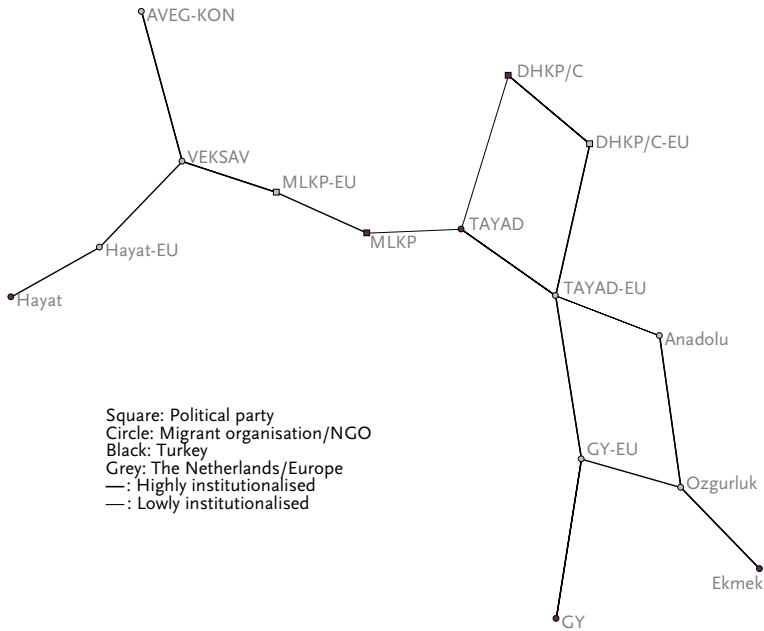 AVEG-KON
DHKP/C
DHKP/C-EU
VEKSAV
MLKP-EU
TAYAD
MLKP
Hayat-EU
TAYAD-EU
Hayat
Anadolu
Square: Political party
Circle: Migrant organisation/NGO
Black: Turkey
Grey: The Netherlands/Europe
—: Highly institutionalised
—: Lowly institutionalised
GY-EU
Ozgurluk
Ekmek
GY